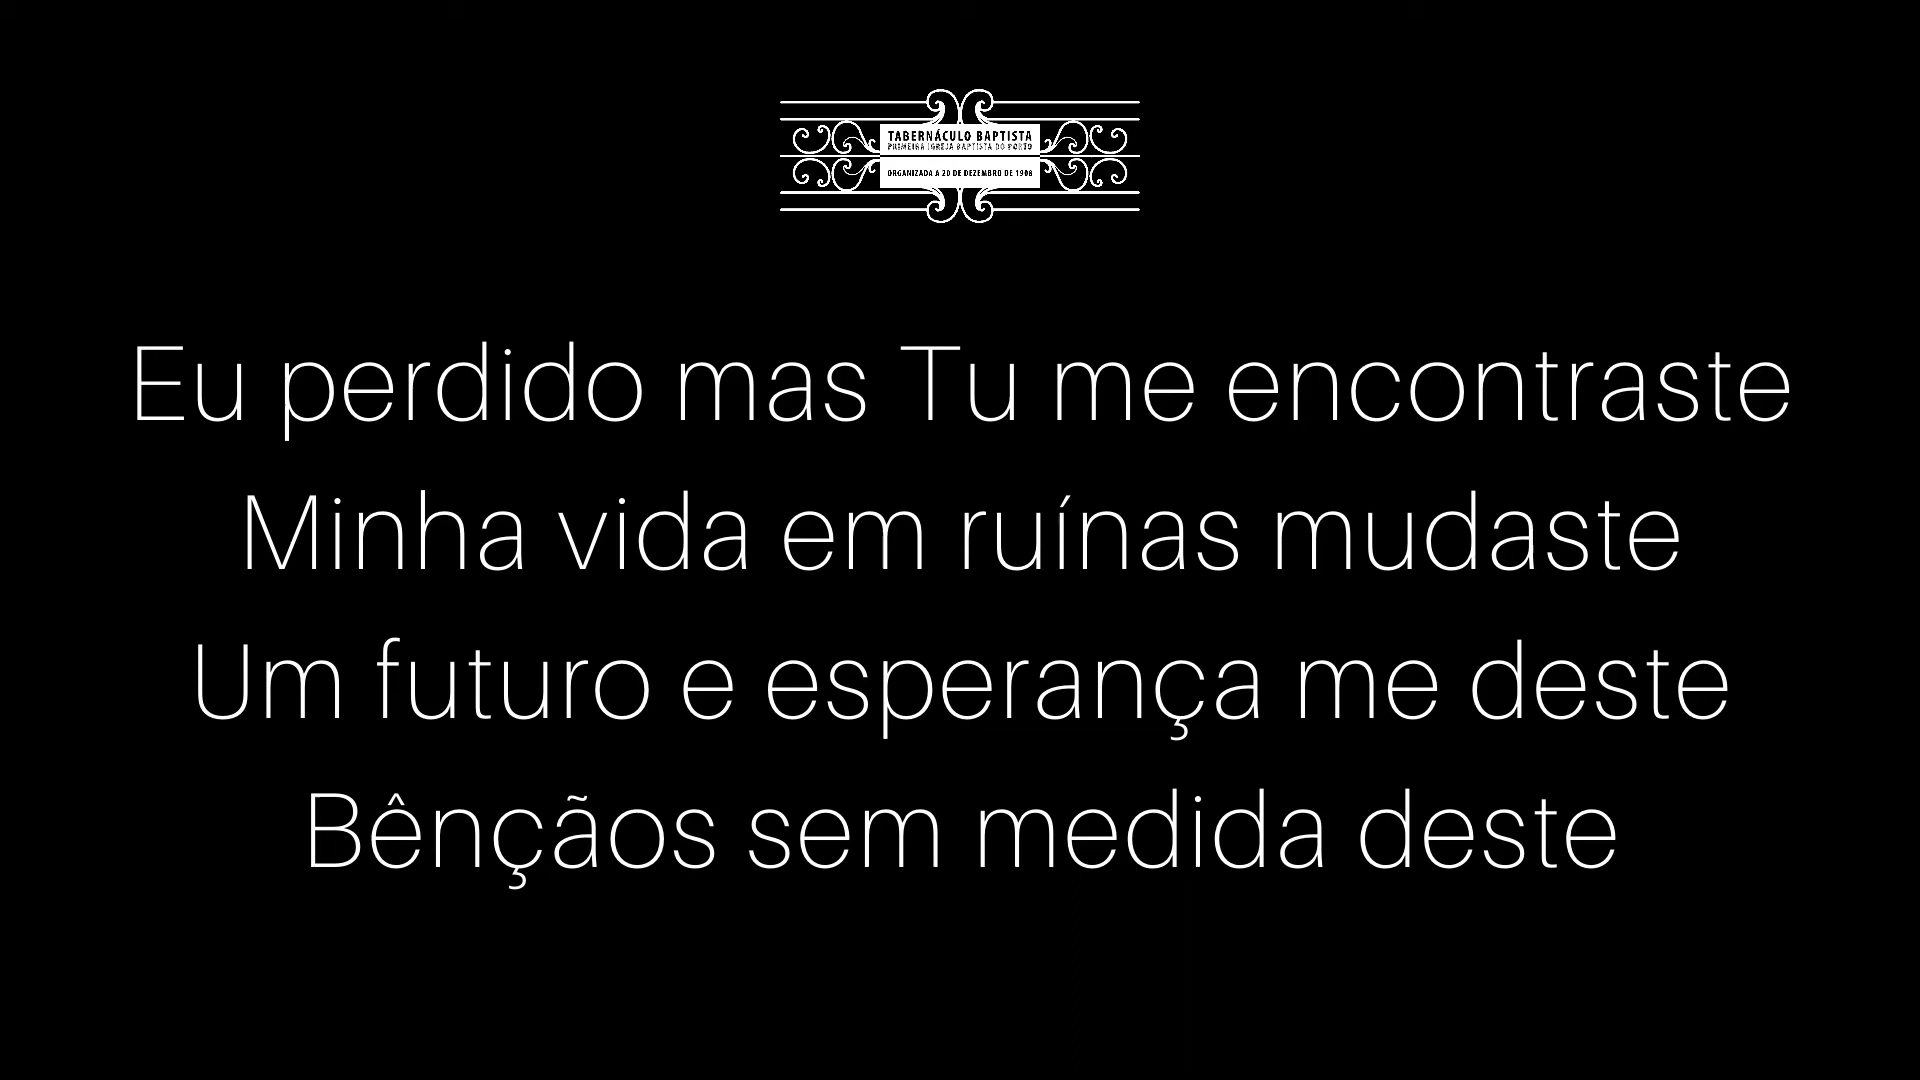 TABERNÁCULO BAPTISTA
PRIMEIRA IGREJA BAPTISTA DO PORTO
ORGANIZADA A 20 DE DEZEMBRO DE 1908
Eu perdido mas Tu me encontraste
Minha vida em ruínas mudaste
Um futuro e esperança me deste
Bênçãos sem medida deste